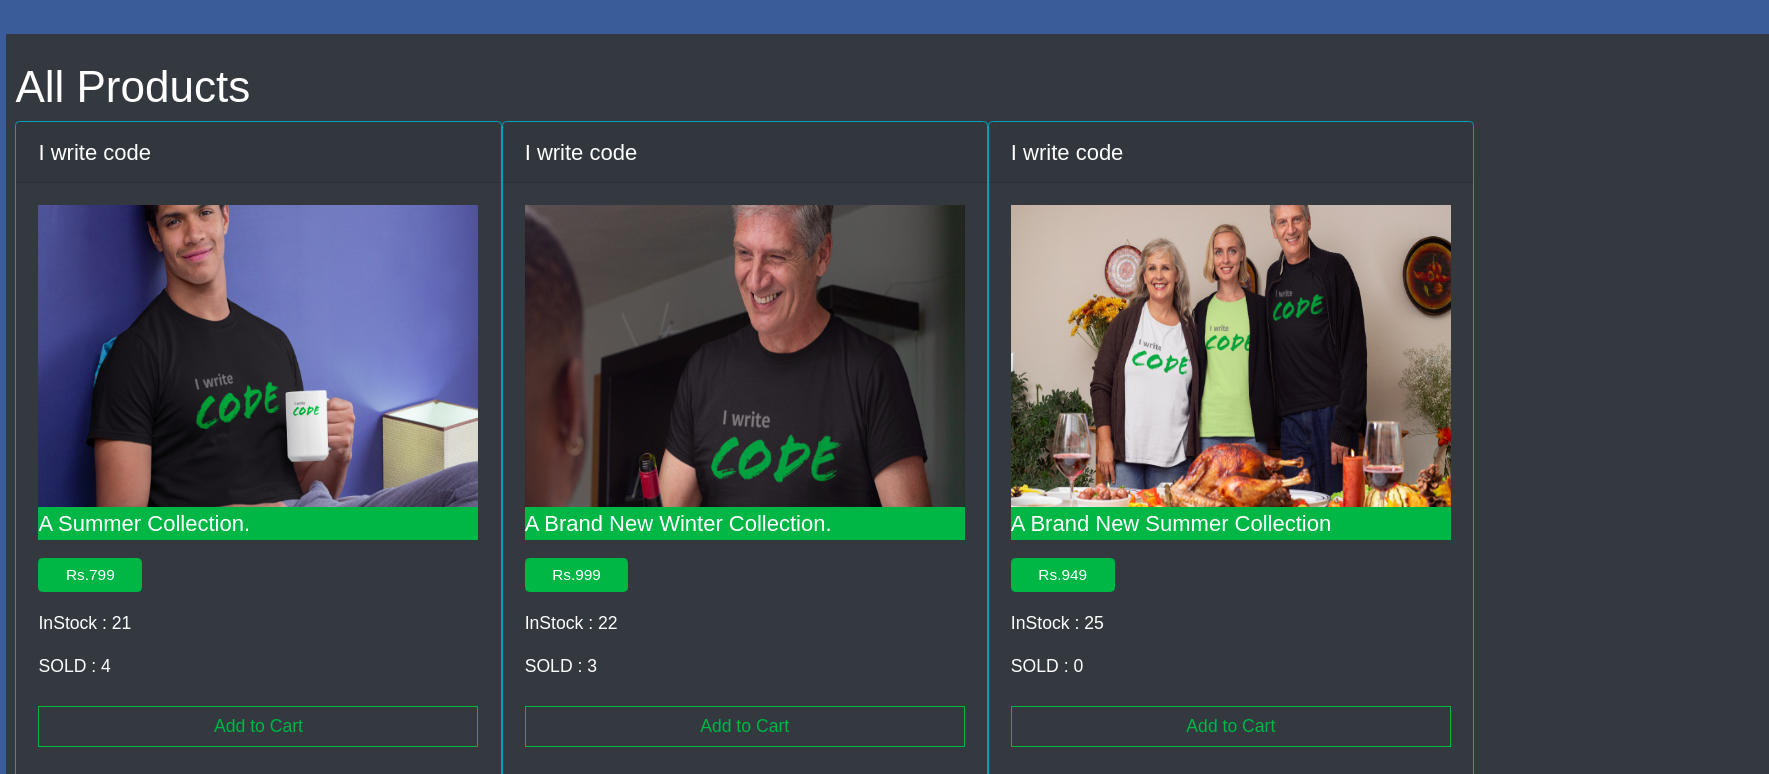 All Products
I write code
I write
CODE
I write
CODE
A Summer Collection.
Rs.799
InStock : 21
SOLD : 4
Add to Cart
I write code
I write
CODE
A Brand New Winter Collection.
Rs.999
InStock : 22
SOLD : 3
Add to Cart
I write code
I write
CODE
I write
CODE
I write
CODE
A Brand New Summer Collection
Rs.949
InStock : 25
SOLD : 0
Add to Cart